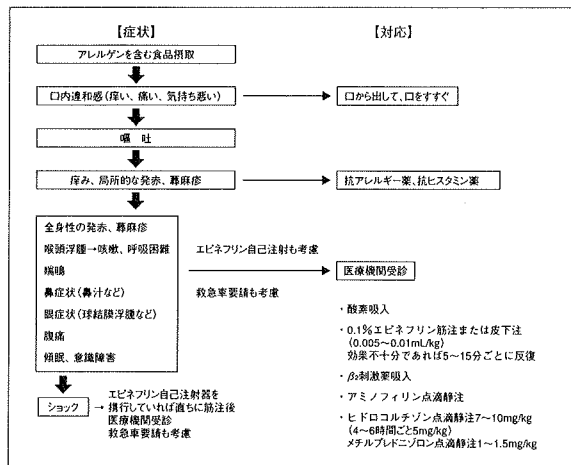 【症状】 【対応】
アレルゲンを含む食品摂取
口内違和感(痒い、痛い、気持ち悪い)
口から出して、口をすすぐ
嘔吐
痒み、局所的な発赤、蕁麻疹
抗アレルギー薬、抗ヒスタミン薬
全身性の発赤、蕁麻疹
喉頭浮腫→咳嗽、呼吸困難
喘鳴
鼻症状(鼻汁など)
眼症状(球結膜浮腫など)
腹痛
傾眠、意識障害
エピネフリン自己注射も考慮
救急車要請も考慮
医療機関受診
・酸素吸入
・0.1%エピネフリン筋注または皮下注
(0.005~0.01mL/kg)
効果不十分であれば5~15分ごとに反復
・β₂刺激薬吸入
・アミノフィリン点滴静注
・ヒドロコルチゾン点滴静注7~10mg/kg
(4~6時間ごと5mg/kg)
メチルプレドニゾロン点滴静注1~1.5mg/kg
ショック
→ エピネフリン自己注射器を
携行していれば直ちに筋注後
医療機関受診
救急車要請も考慮